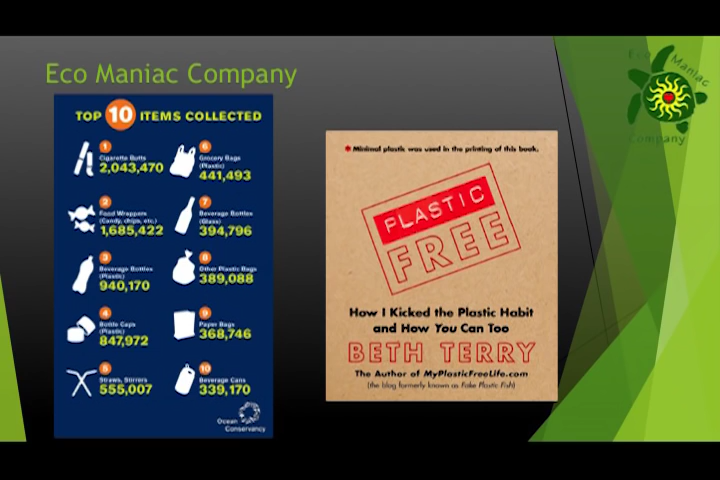 Eco Maniac Company
TOP 10 ITEMS COLLECTED
1
Cigarette Butts
2,043,470
2
Food Wrappers
(Candy, chips, etc.)
1,685,422
3
Beverage Bottles
(Plastic)
940,170
4
Bottle Caps
(Plastic)
847,972
5
Straws, Stirrers
555,007
6
Grocery Bags
(Plastic)
441,493
7
Beverage Bottles
(Glass)
394,796
8
Other Plastic Bags
389,088
9
Paper Bags
368,746
10
Beverage Cans
339,170
Ocean
Conservancy
* Minimal plastic was used in the printing of this book.
PLASTIC
FREE
How I Kicked the Plastic Habit
and How You Can Too
BETH TERRY
The Author of MyPlasticFreeLife.com
(the blog formerly known as Fake Plastic Fish)
Eco Maniac
Company